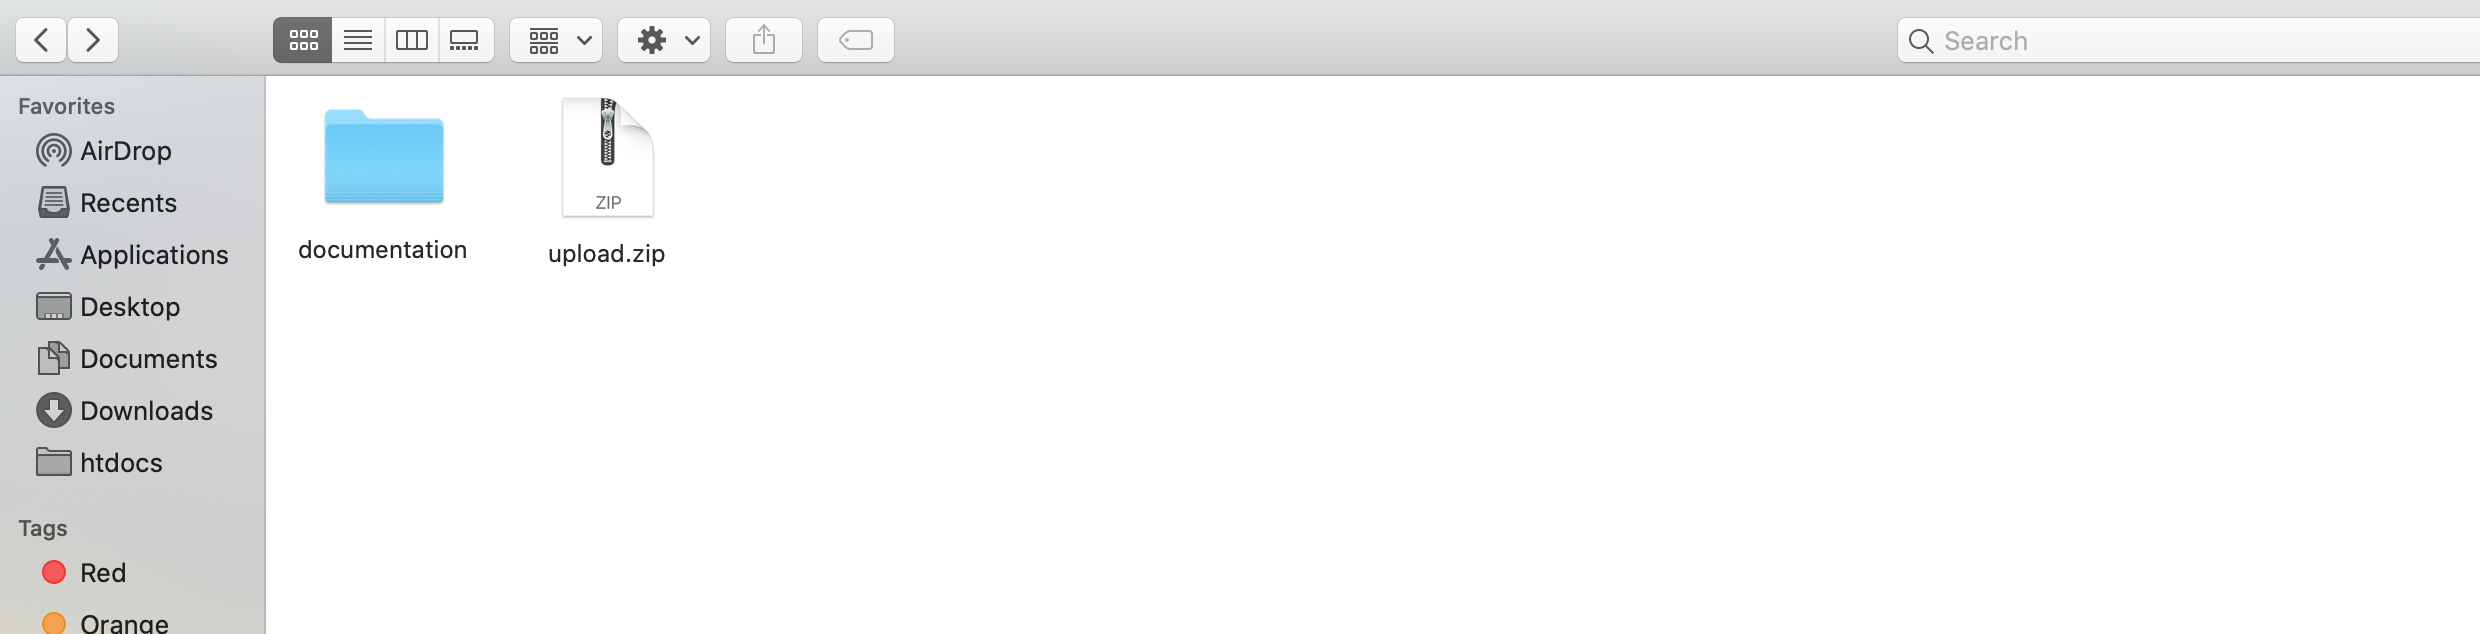 Search
Favorites
AirDrop
Recents
Applications
Desktop
Documents
Downloads
htdocs
Tags
Red
Orange
ZIP
documentation
upload.zip